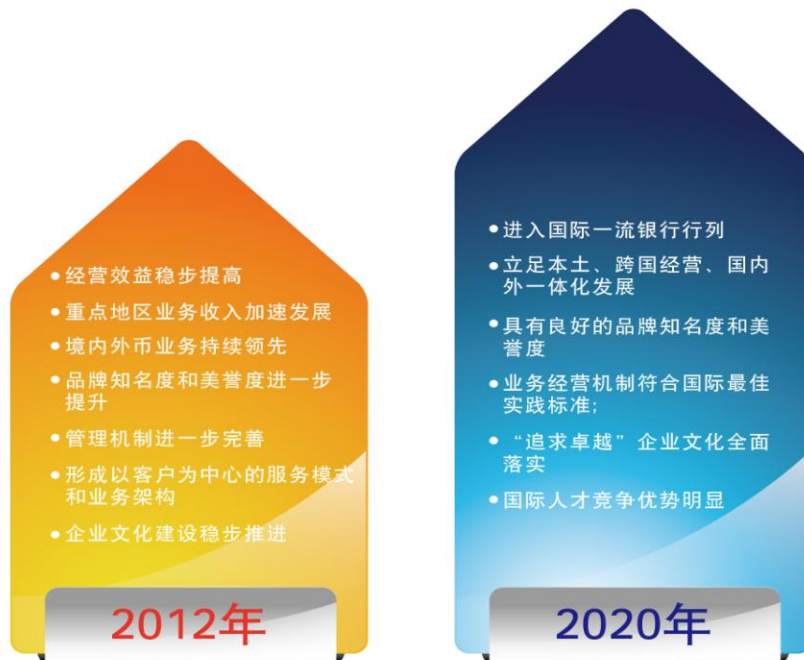 •经营效益稳步提高
•重点地区业务收入加速发展
•境内外币业务持续领先
•品牌知名度和美誉度进一步
提升
•管理机制进一步完善
•形成以客户为中心的服务模式
和业务架构
•企业文化建设稳步推进
2012年
•进入国际一流银行行列
•立足本土、跨国经营、国内
外一体化发展
•具有良好的品牌知名度和美
誉度
•业务经营机制符合国际最佳
实践标准;
•“追求卓越”企业文化全面
落实
•国际人才竞争优势明显
2020年